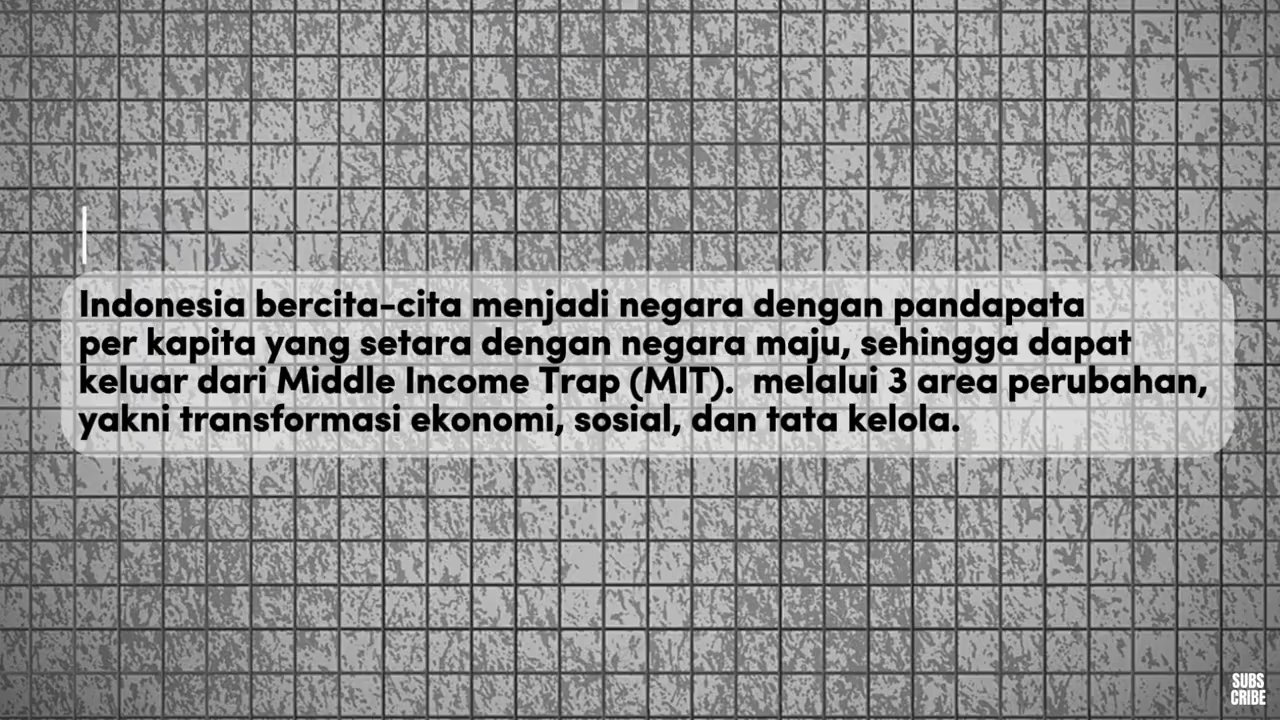 Indonesia bercita-cita menjadi negara dengan pandapata
per kapita yang setara dengan negara maju, sehingga dapat
keluar dari Middle Income Trap (MIT).  melalui 3 area perubahan,
yakni transformasi ekonomi, sosial, dan tata kelola.
SUBS
CRIBE